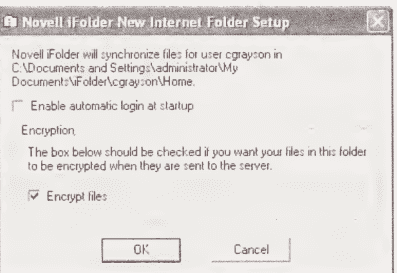 Novell iFolder New Internet Folder Setup
Novell iFolder will synchronize files for user cgrayson in
C:\Documents and Settings\administrator\My
Documents\iFolder\cgrayson\Home.
Enable automatic login at startup
Encryption
The box below should be checked if you want your files in this folder
to be encrypted when they are sent to the server.
Encrypt files
OK
Cancel